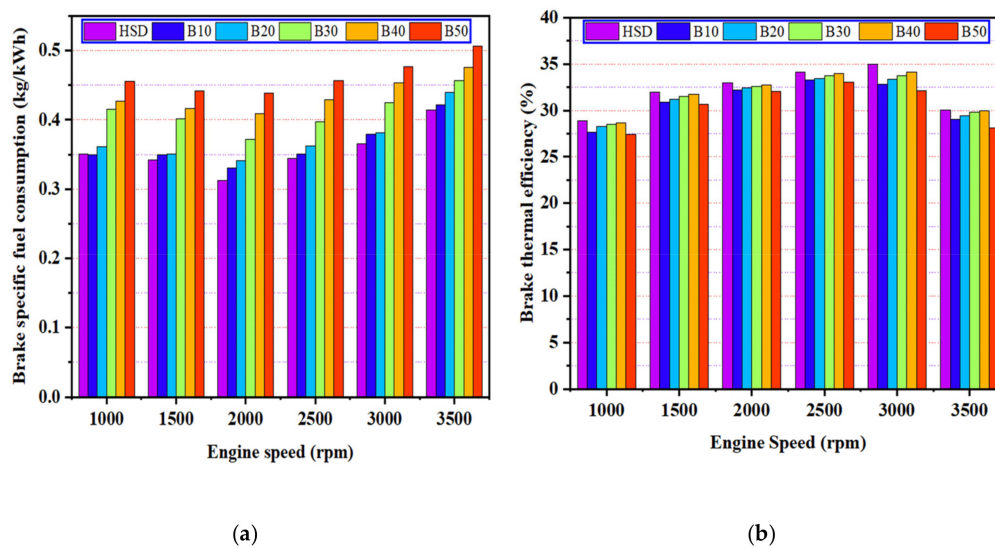 HSD B10 B20 B30 B40 B50
Brake specific fuel consumption (kg/kWh)
0.5
0.4
0.3
0.2
0.1
0.0
1000 1500 2000 2500 3000 3500
Engine speed (rpm)
(a)
HSD B10 B20 B30 B40 B50
Brake thermal efficiency (%)
40
35
30
25
20
15
10
5
0
1000 1500 2000 2500 3000 3500
Engine Speed (rpm)
(b)